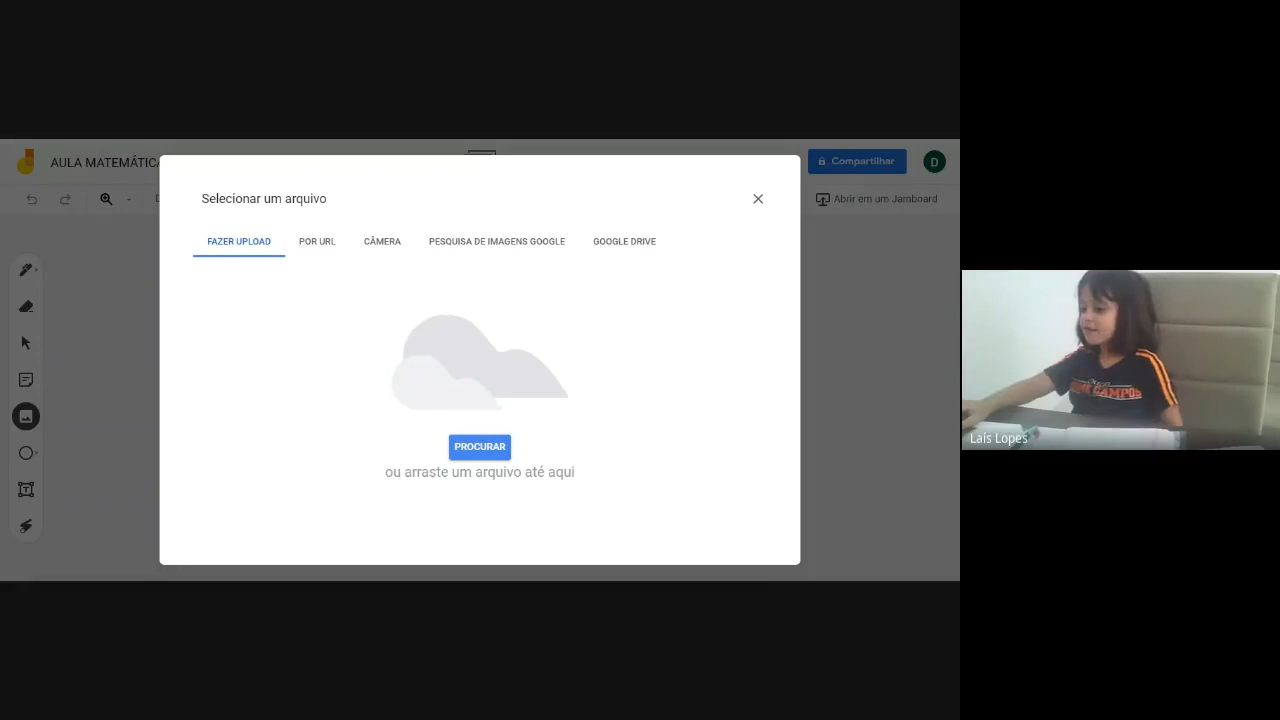 AULA MATEMÁTICA
Compartilhar
D
Abrir em um Jamboard
Selecionar um arquivo
FAZER UPLOAD
POR URL
CÂMERA
PESQUISA DE IMAGENS GOOGLE
GOOGLE DRIVE
PROCURAR
ou arraste um arquivo até aqui
CAMPOS
Laís Lopes